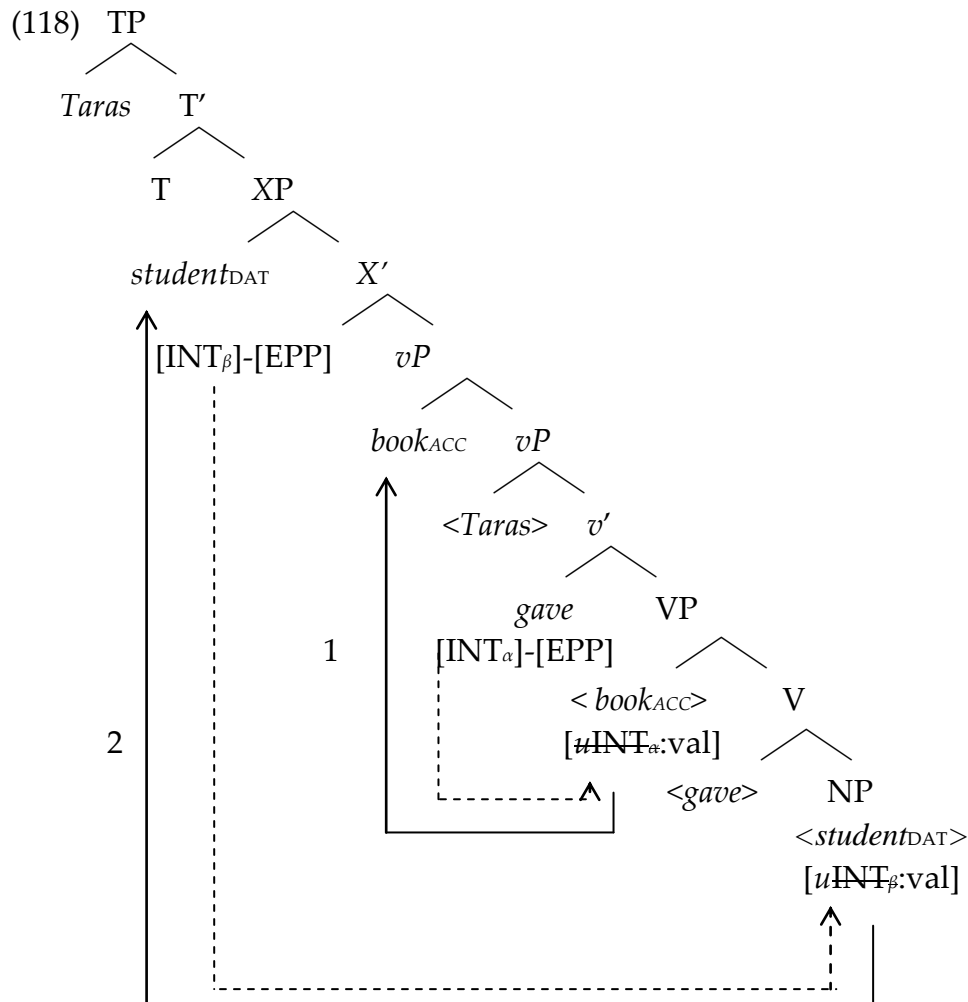 (118) TP
Taras T’
T XP
studentDAT X’
[INTβ]-[EPP] vP
bookACC vP
<Taras> v’
gave VP
1 [INTα]-[EPP]
< bookACC> V
2 [uINTα:val]
<gave> NP
<studentDAT>
[uINTβ:val]